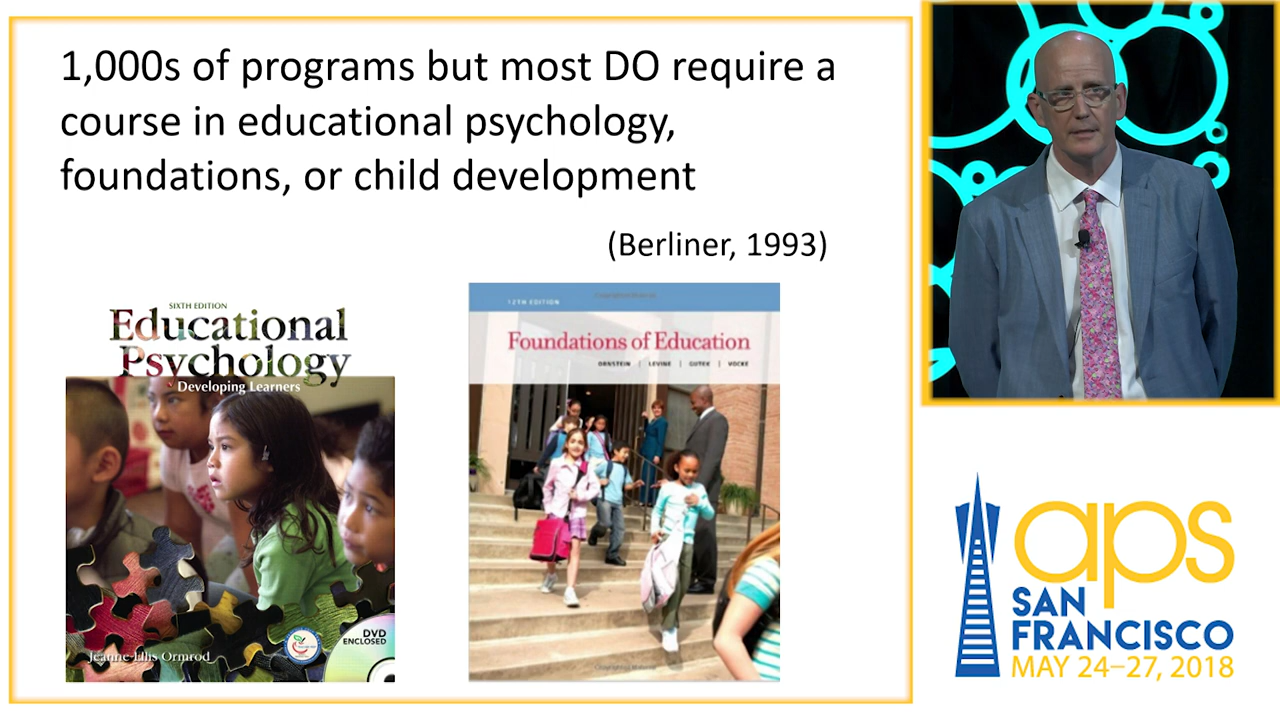 1,000s of programs but most DO require a
course in educational psychology,
foundations, or child development
(Berliner, 1993)
SIXTH EDITION
Educational
Psychology
Developing Learners
DVD
ENCLOSED
Jeanne Ellis Ormrod
12TH EDITION
Foundations of Education
ORNSTEIN | LEVINE | GUTEK | VOCKE
aps
SAN
FRANCISCO
MAY 24–27, 2018